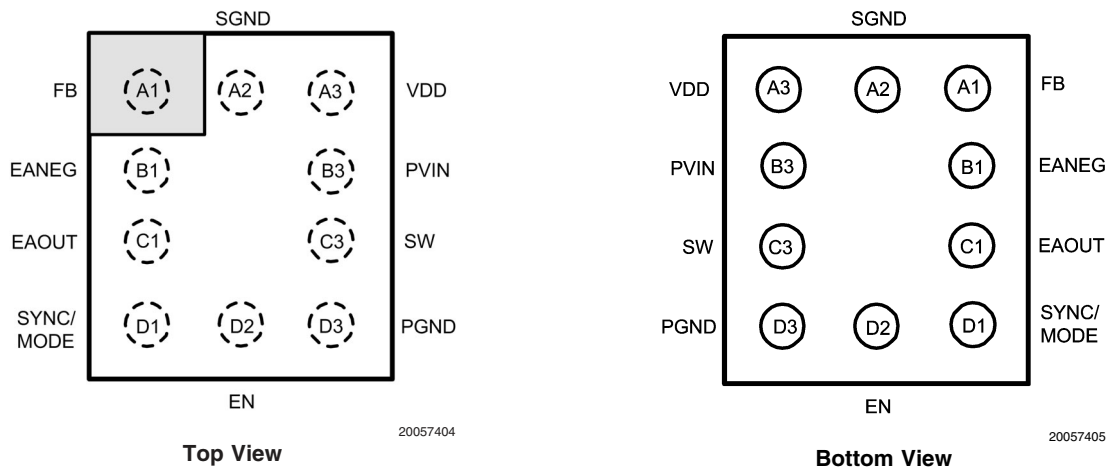 SGND
FB A1 A2 A3 VDD
EANEG B1 B3 PVIN
EAOUT C1 C3 SW
SYNC/
MODE D1 D2 D3 PGND
EN
20057404
Top View
SGND
VDD A3 A2 A1 FB
PVIN B3 B1 EANEG
SW C3 C1 EAOUT
PGND D3 D2 D1 SYNC/
MODE
EN
20057405
Bottom View